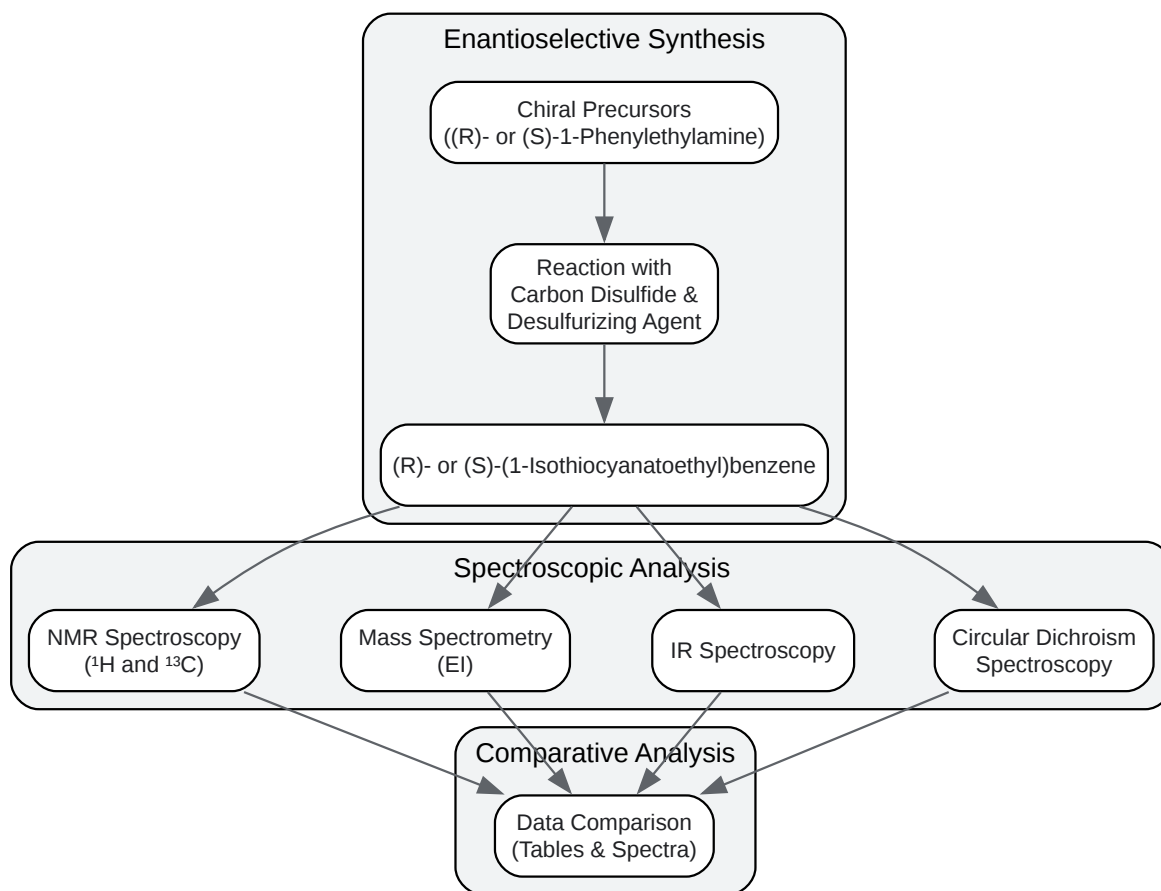 Enantioselective Synthesis
Chiral Precursors
((R)- or (S)-1-Phenylethylamine)
Reaction with
Carbon Disulfide &
Desulfurizing Agent
(R)- or (S)-(1-Isothiocyanatoethyl)benzene
Spectroscopic Analysis
NMR Spectroscopy
(¹H and ¹³C)
Mass Spectrometry
(EI)
IR Spectroscopy
Circular Dichroism
Spectroscopy
Comparative Analysis
Data Comparison
(Tables & Spectra)